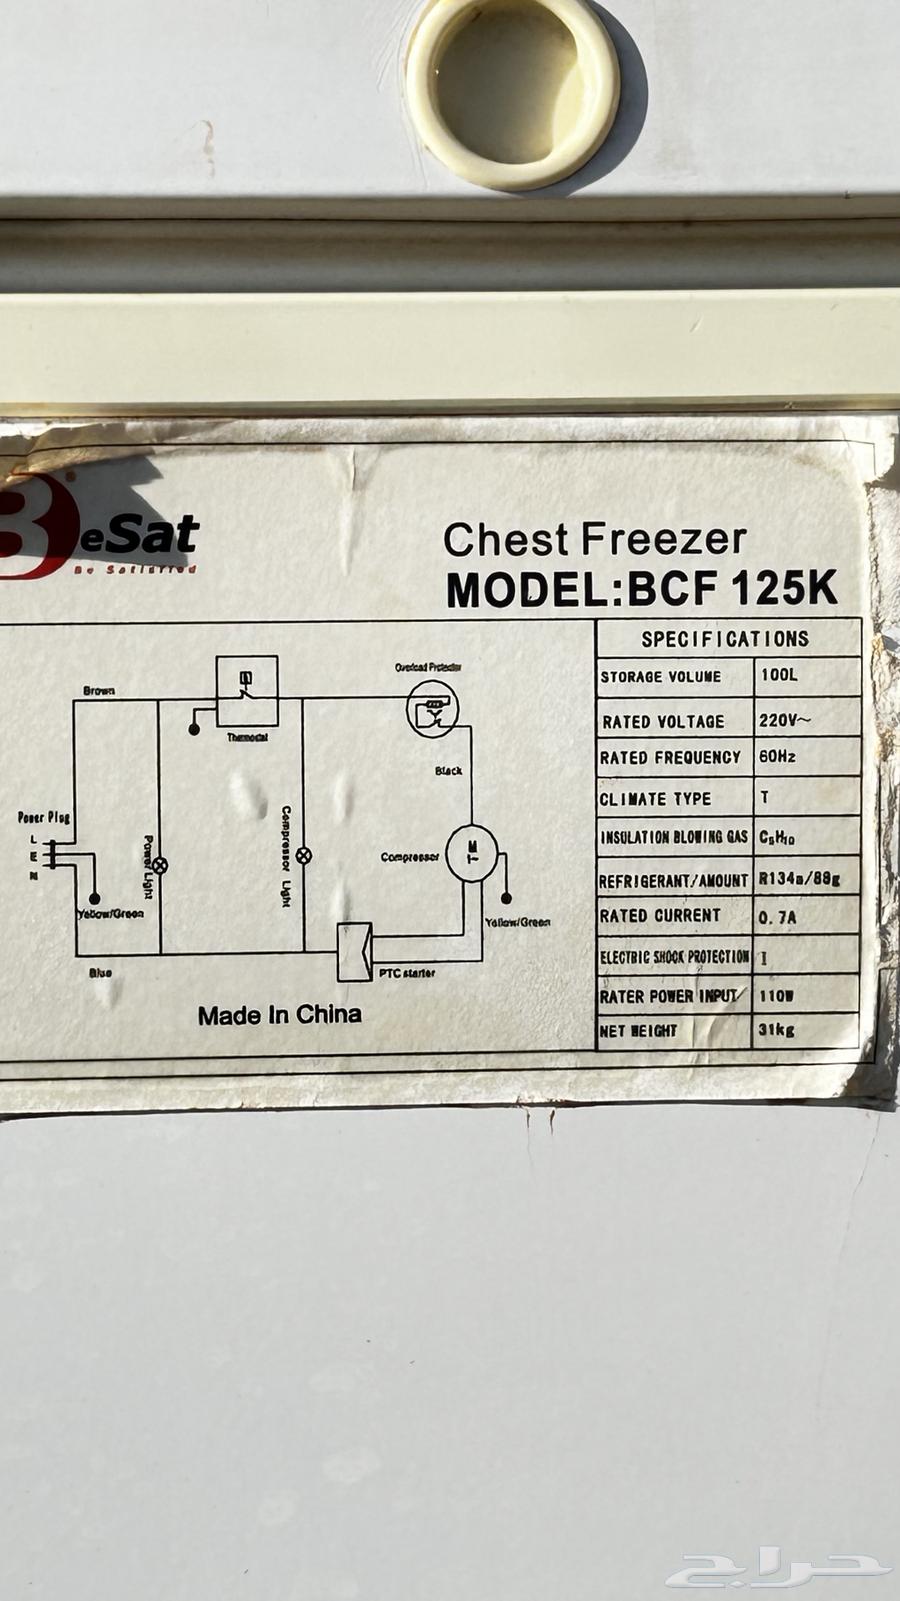 BeSat
Be Satisfied
Chest Freezer
MODEL:BCF 125K
Brown
Thermostat
Overload Protector
Black
Power Plug
L
E
N
Yellow/Green
Blue
Power Light
Compressor Light
Compressor
M
1~
Yellow/Green
PTC starter
Made In China
SPECIFICATIONS
STORAGE VOLUME 100L
RATED VOLTAGE 220V~
RATED FREQUENCY 60Hz
CLIMATE TYPE T
INSULATION BLOWING GAS C5H10
REFRIGERANT/AMOUNT R134a/88g
RATED CURRENT 0.7A
ELECTRIC SHOCK PROTECTION I
RATER POWER INPUT 110W
NET WEIGHT 31kg
حراج